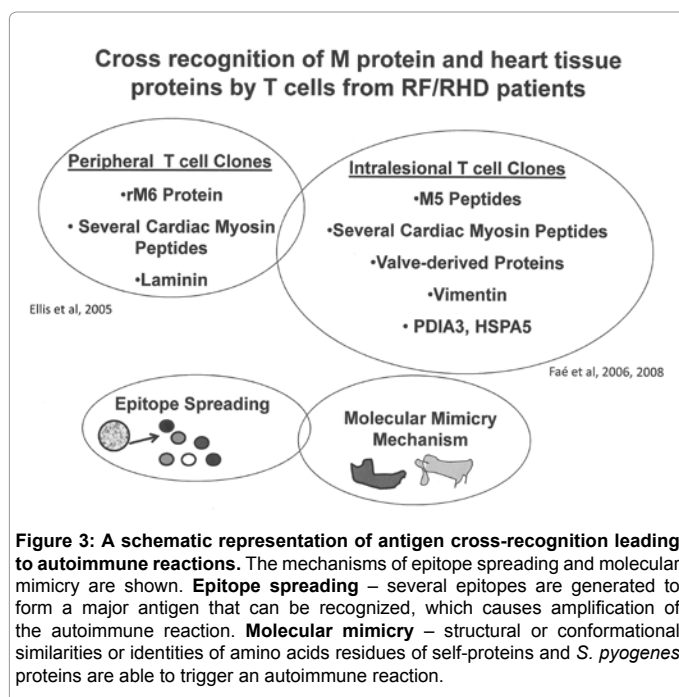 Cross recognition of M protein and heart tissue
proteins by T cells from RF/RHD patients
Peripheral T cell Clones
•rM6 Protein
• Several Cardiac Myosin
Peptides
•Laminin
Ellis et al, 2005
Intralesional T cell Clones
•M5 Peptides
•Several Cardiac Myosin Peptides
•Valve-derived Proteins
•Vimentin
• PDIA3, HSPA5
Faé et al, 2006, 2008
Epitope Spreading
Molecular Mimicry
Mechanism
Figure 3: A schematic representation of antigen cross-recognition leading
to autoimmune reactions. The mechanisms of epitope spreading and molecular
mimicry are shown. Epitope spreading – several epitopes are generated to
form a major antigen that can be recognized, which causes amplification of
the autoimmune reaction. Molecular mimicry – structural or conformational
similarities or identities of amino acids residues of self-proteins and S. pyogenes
proteins are able to trigger an autoimmune reaction.